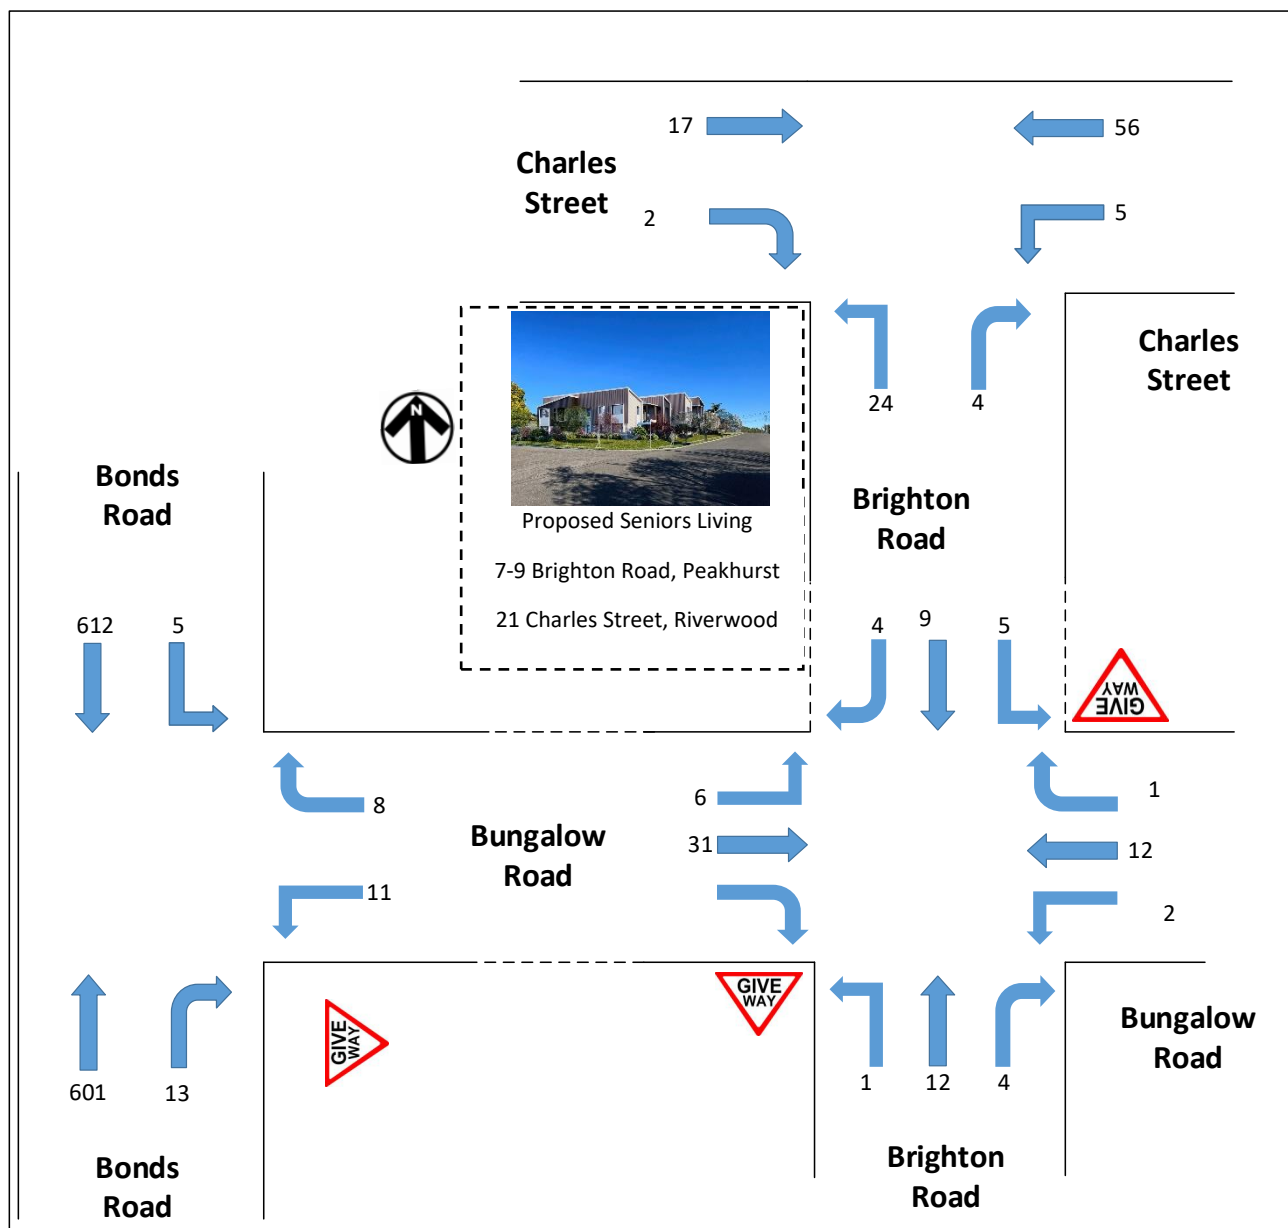 17
56
Charles
Street
2
5
24
4
Charles
Street
N
Proposed Seniors Living
7-9 Brighton Road, Peakhurst
21 Charles Street, Riverwood
Bonds
Road
Brighton
Road
612
5
4
9
5
GIVE
WAY
8
6
1
Bungalow
Road
31
12
11
2
GIVE
WAY
GIVE
WAY
Bungalow
Road
601
13
1
12
4
Bonds
Road
Brighton
Road